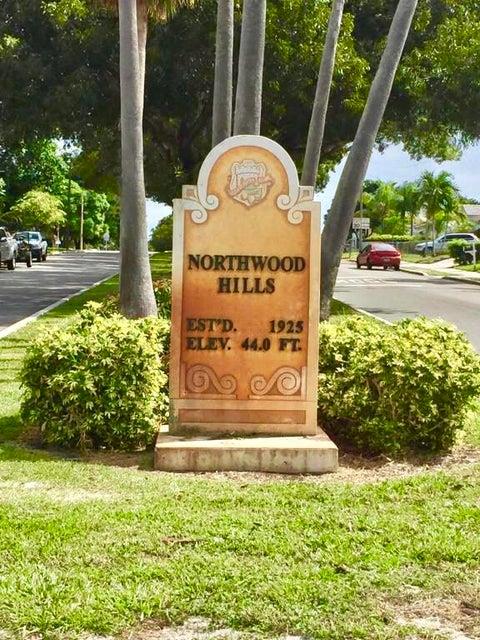 NORTHWOOD
HILLS
EST'D. 1925
ELEV. 44.0 FT.